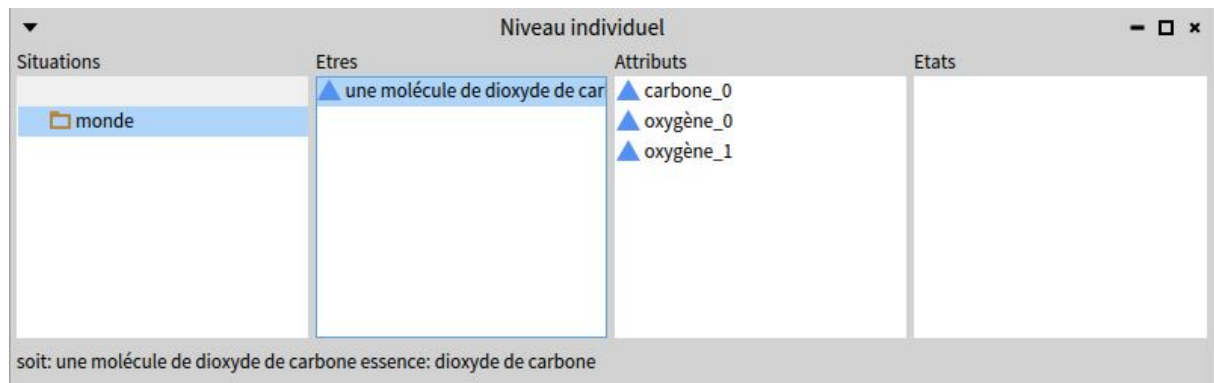 Niveau individuel
Situations Etres Attributs Etats
une molécule de dioxyde de car carbone_0
monde oxygène_0
oxygène_1
soit: une molécule de dioxyde de carbone essence: dioxyde de carbone